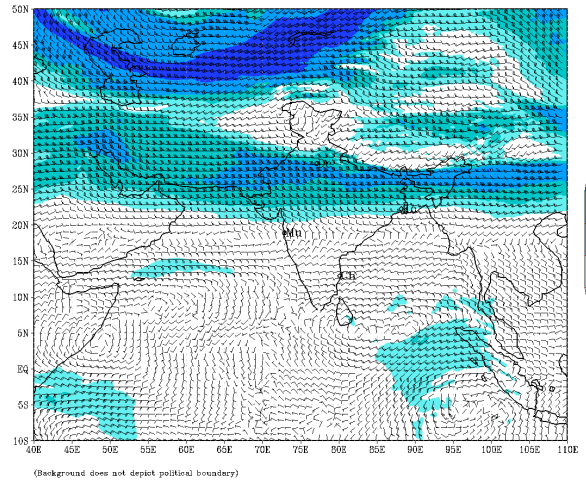 50N
45N
40N
35N
30N
25N
20N
Mu
15N
Ch
10N
5N
EQ
5S
10S
40E 45E 50E 55E 60E 65E 70E 75E 80E 85E 90E 95E 100E 105E 110E
(Background does not depict political boundary)